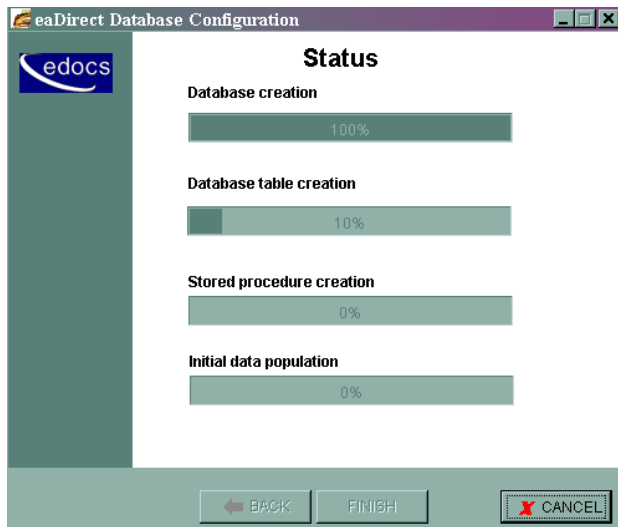 eaDirect Database Configuration
edocs
Status
Database creation
100%
Database table creation
10%
Stored procedure creation
0%
Initial data population
0%
BACK
FINISH
CANCEL